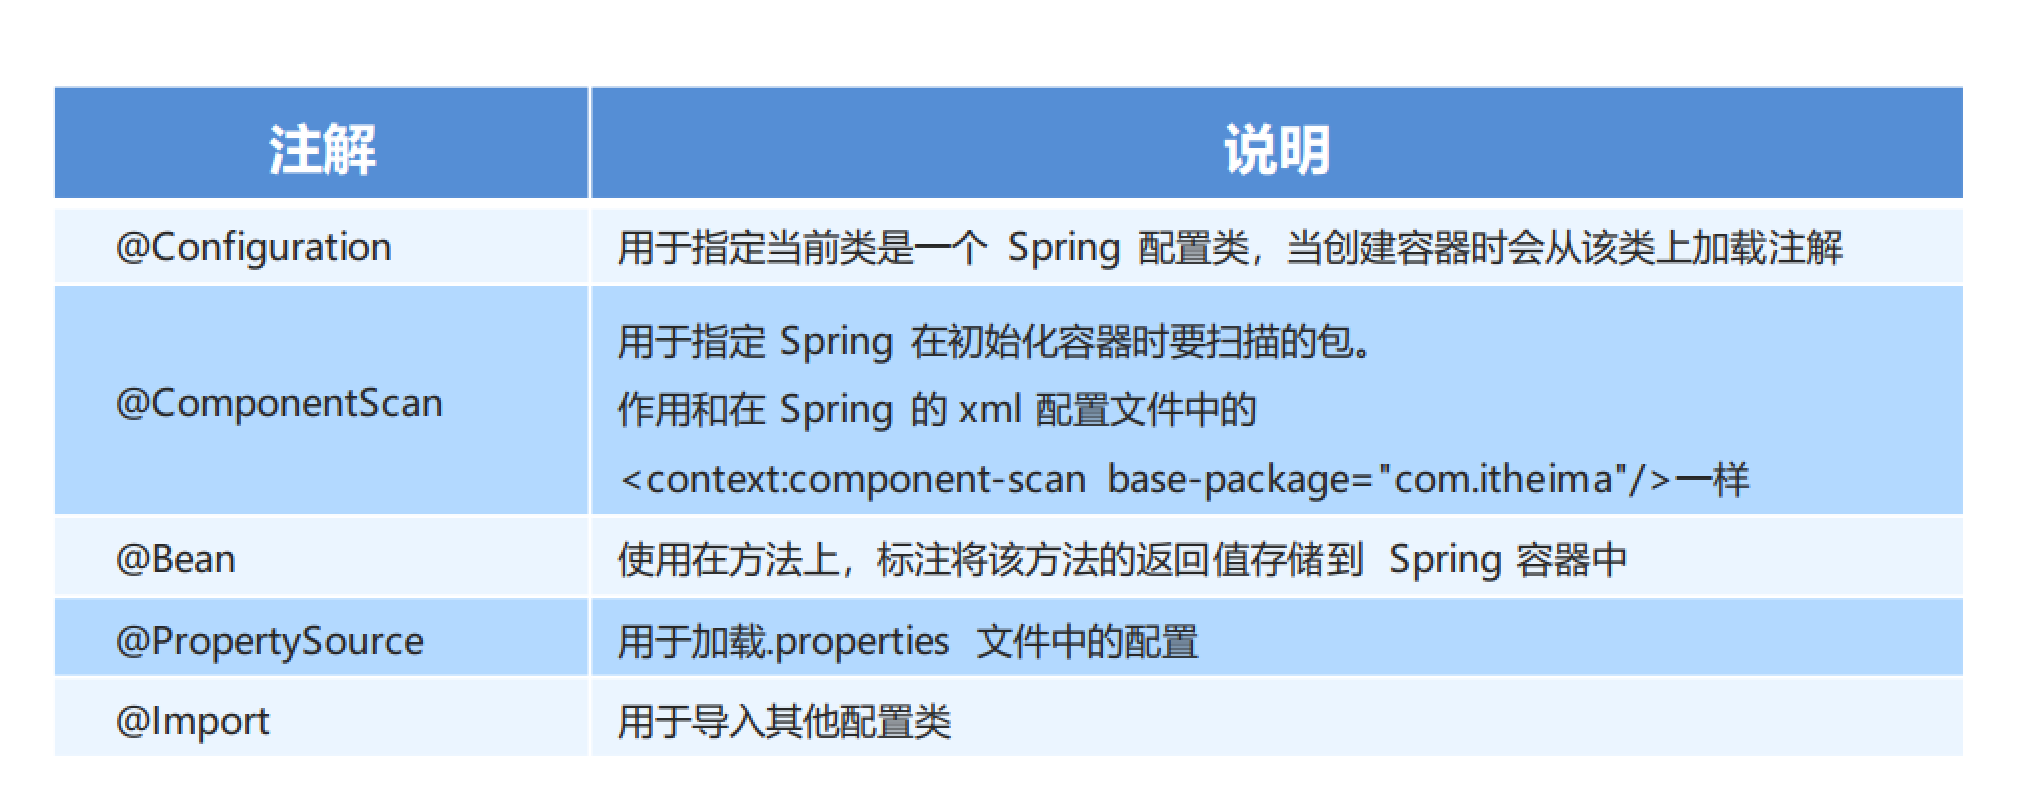 注解 说明
@Configuration 用于指定当前类是一个 Spring 配置类，当创建容器时会从该类上加载注解
@ComponentScan
用于指定 Spring 在初始化容器时要扫描的包。
作用和在 Spring 的 xml 配置文件中的
<context:component-scan base-package="com.itheima"/>一样
@Bean 使用在方法上，标注将该方法的返回值存储到 Spring 容器中
@PropertySource 用于加载.properties 文件中的配置
@Import 用于导入其他配置类